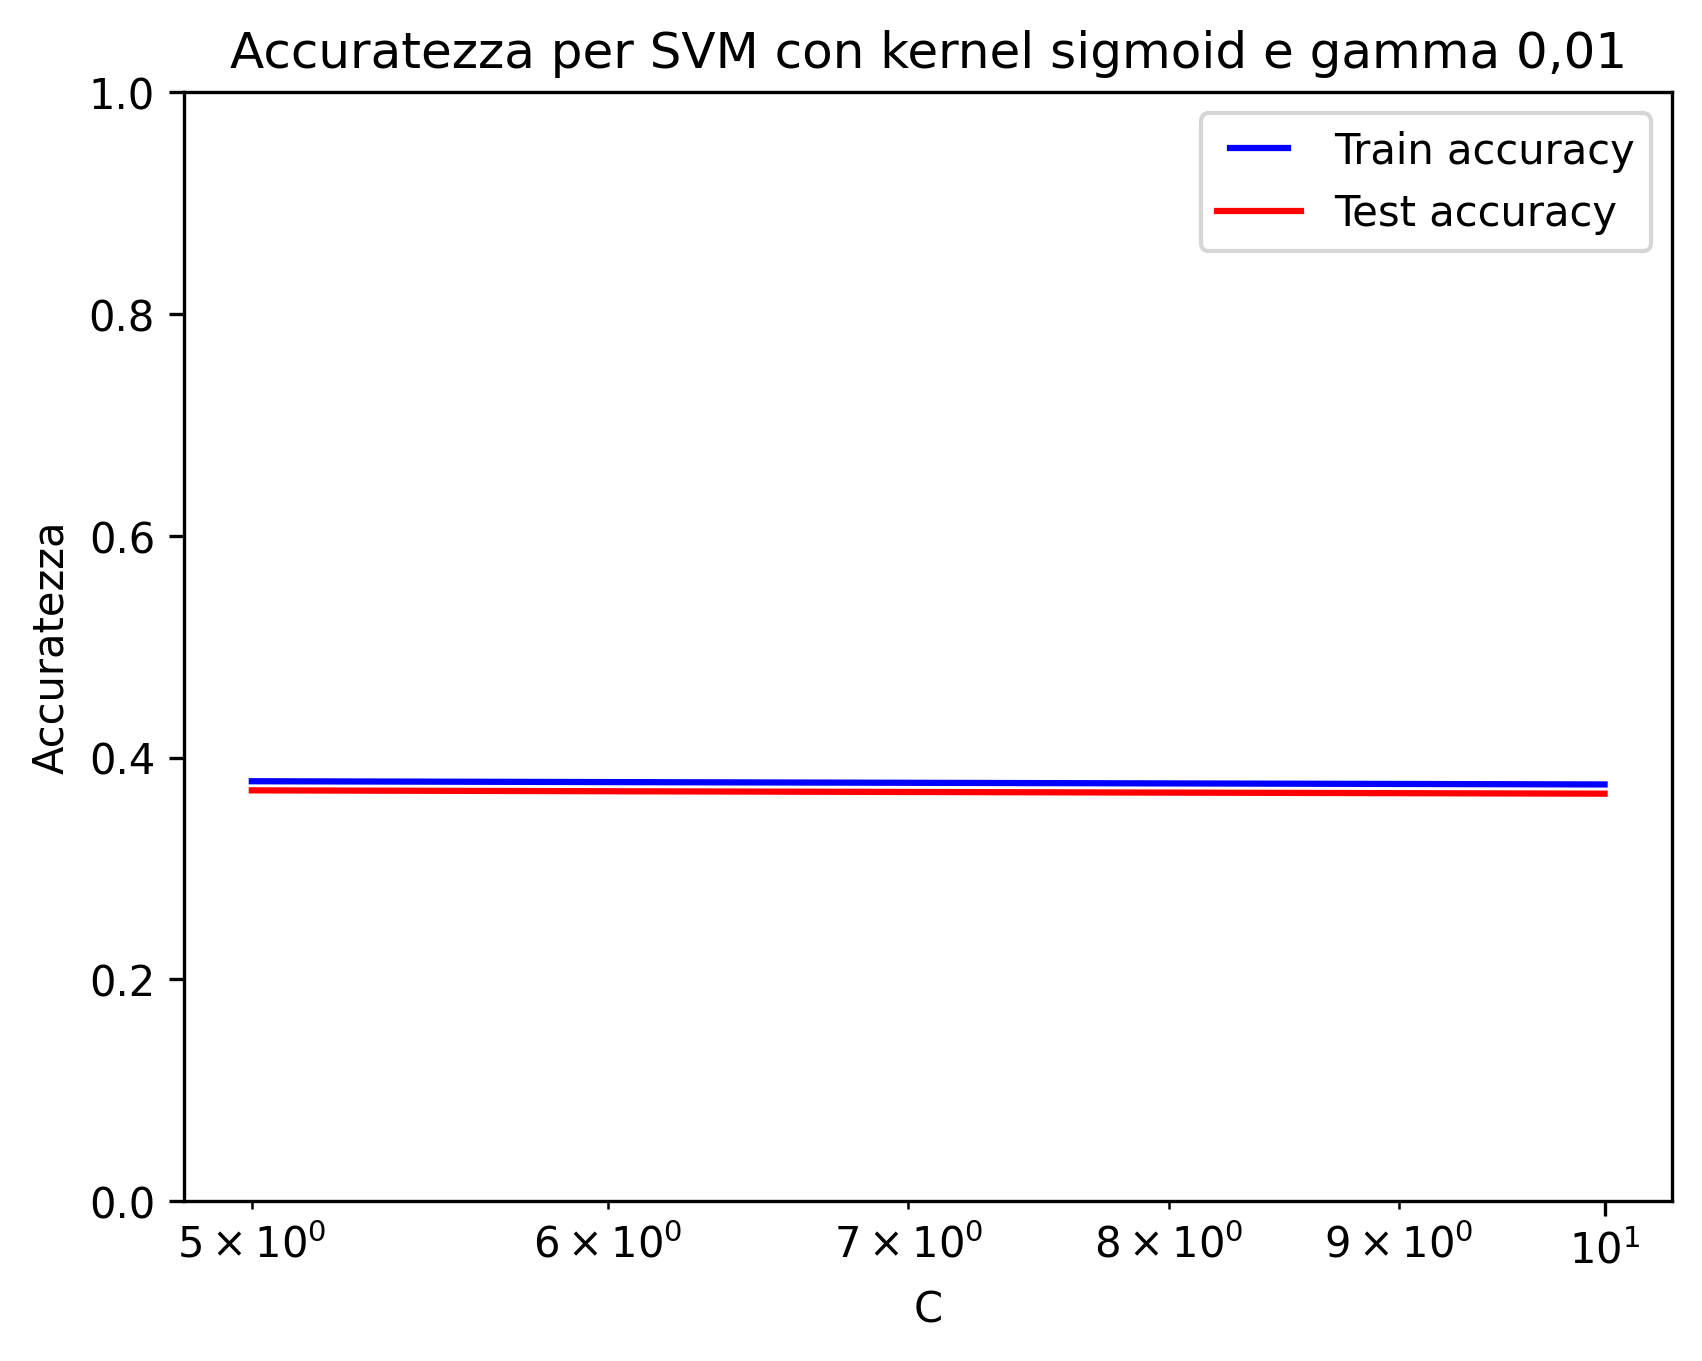 Accuratezza per SVM con kernel sigmoid e gamma 0,01
1.0
Train accuracy
Test accuracy
0.8
0.6
Accuratezza
0.4
0.2
0.0
5 × 10⁰ 6 × 10⁰ 7 × 10⁰ 8 × 10⁰ 9 × 10⁰ 10¹
C